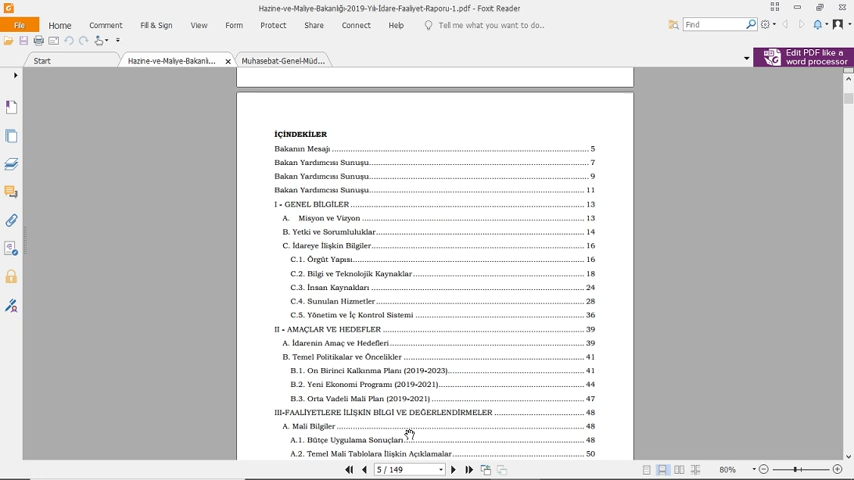 Hazine-ve-Maliye-Bakanlığı-2019-Yılı-İdare-Faaliyet-Raporu-1.pdf - Foxit Reader
File Home Comment Fill & Sign View Form Protect Share Connect Help Tell me what you want to do.. Find
Start Hazine-ve-Maliye-Bakanlı... Muhasebat-Genel-Müd... Edit PDF like a
word processor
İÇİNDEKİLER
Bakanın Mesajı 5
Bakan Yardımcısı Sunuşu 7
Bakan Yardımcısı Sunuşu 9
Bakan Yardımcısı Sunuşu 11
I - GENEL BİLGİLER 13
A. Misyon ve Vizyon 13
B. Yetki ve Sorumluluklar 14
C. İdareye İlişkin Bilgiler 16
C.1. Örgüt Yapısı 16
C.2. Bilgi ve Teknolojik Kaynaklar 18
C.3. İnsan Kaynakları 24
C.4. Sunulan Hizmetler 28
C.5. Yönetim ve İç Kontrol Sistemi 36
II - AMAÇLAR VE HEDEFLER 39
A. İdarenin Amaç ve Hedefleri 39
B. Temel Politikalar ve Öncelikler 41
B.1. On Birinci Kalkınma Planı (2019-2023) 41
B.2. Yeni Ekonomi Programı (2019-2021) 44
B.3. Orta Vadeli Mali Plan (2019-2021) 47
III-FAALİYETLERE İLİŞKİN BİLGİ VE DEĞERLENDİRMELER 48
A. Mali Bilgiler 48
A.1. Bütçe Uygulama Sonuçları 48
A.2. Temel Mali Tablolara İlişkin Açıklamalar 50
5 / 149 80%